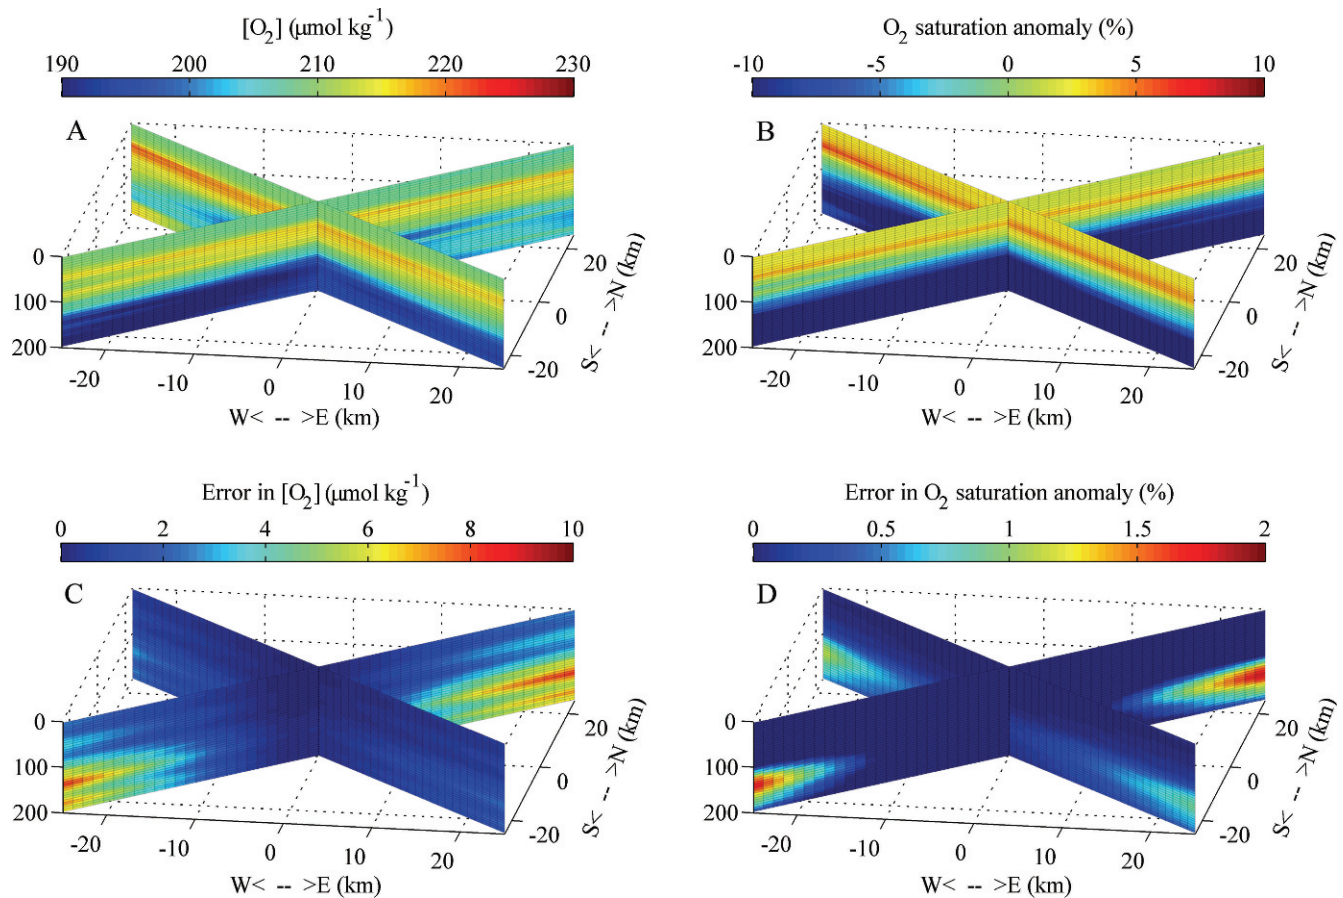 [O2] (μmol kg-1)
190 200 210 220 230
A
0
100
200
-20 -10 0 10 20
W< -- >E (km)
-20 0 20
S< - - - >N (km)
O2 saturation anomaly (%)
-10 -5 0 5 10
B
0
100
200
-20 -10 0 10 20
W< -- >E (km)
-20 0 20
S< - - - >N (km)
Error in [O2] (μmol kg-1)
0 2 4 6 8 10
C
0
100
200
-20 -10 0 10 20
W< -- >E (km)
-20 0 20
S< - - - >N (km)
Error in O2 saturation anomaly (%)
0 0.5 1 1.5 2
D
0
100
200
-20 -10 0 10 20
W< -- >E (km)
-20 0 20
S< - - - >N (km)